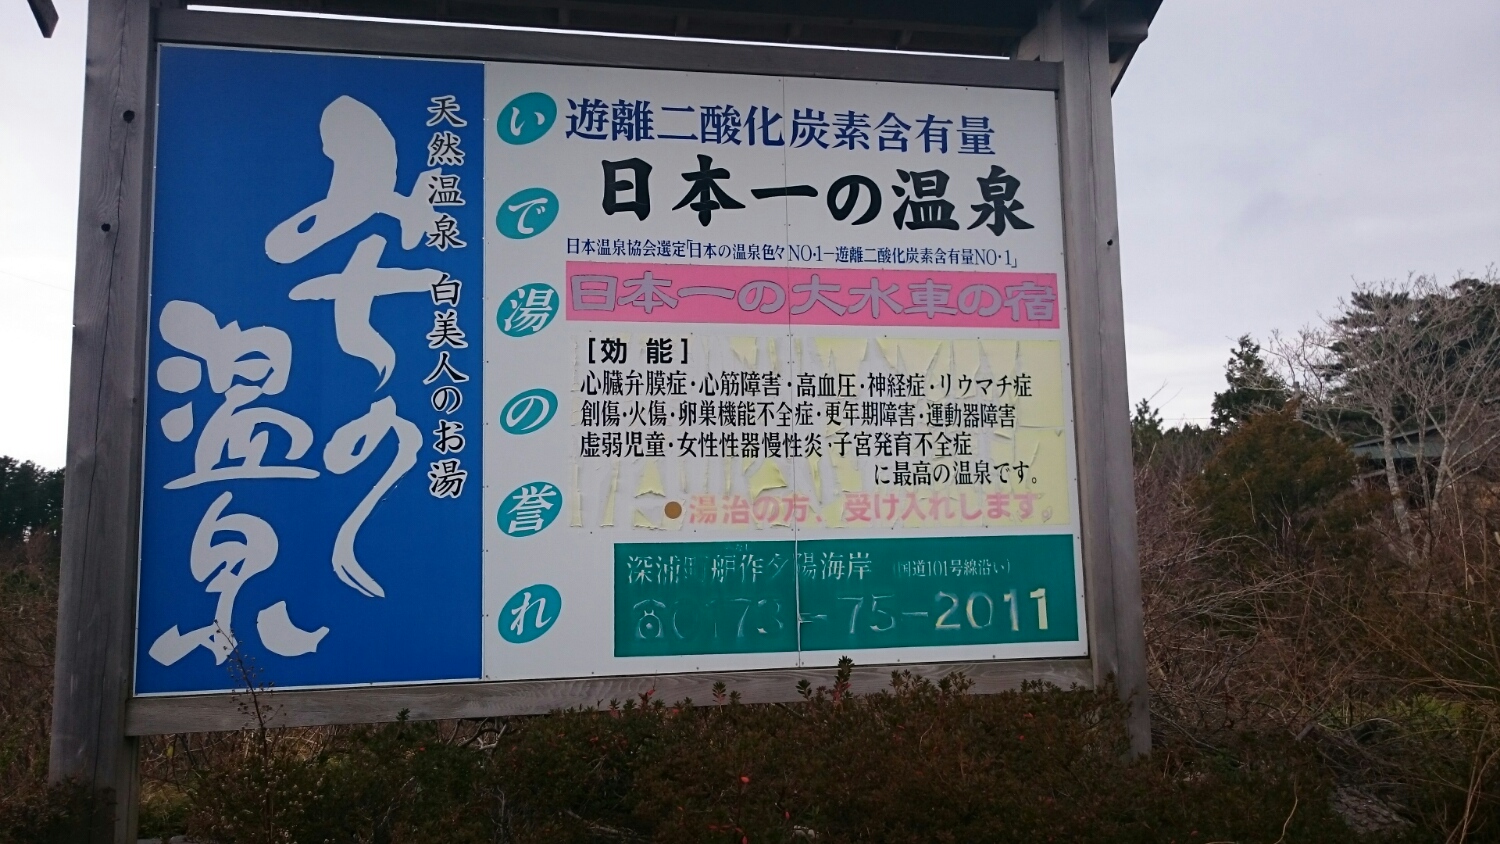 天然温泉 白美人のお湯
みちのく
温泉
いで湯の誉れ
遊離二酸化炭素含有量
日本一の温泉
日本温泉協会選定「日本の温泉色々NO・1−遊離二酸化炭素含有量NO・1」
日本一の大水車の宿
[効 能]
心臓弁膜症・心筋障害・高血圧・神経症・リウマチ症
創傷・火傷・卵巣機能不全症・更年期障害・運動器障害
虚弱児童・女性性器慢性炎・子宮発育不全症
に最高の温泉です。
●湯治の方、受け入れします。
深浦町艫作夕陽海岸 (国道101号線沿い)
☎0173−75−2011